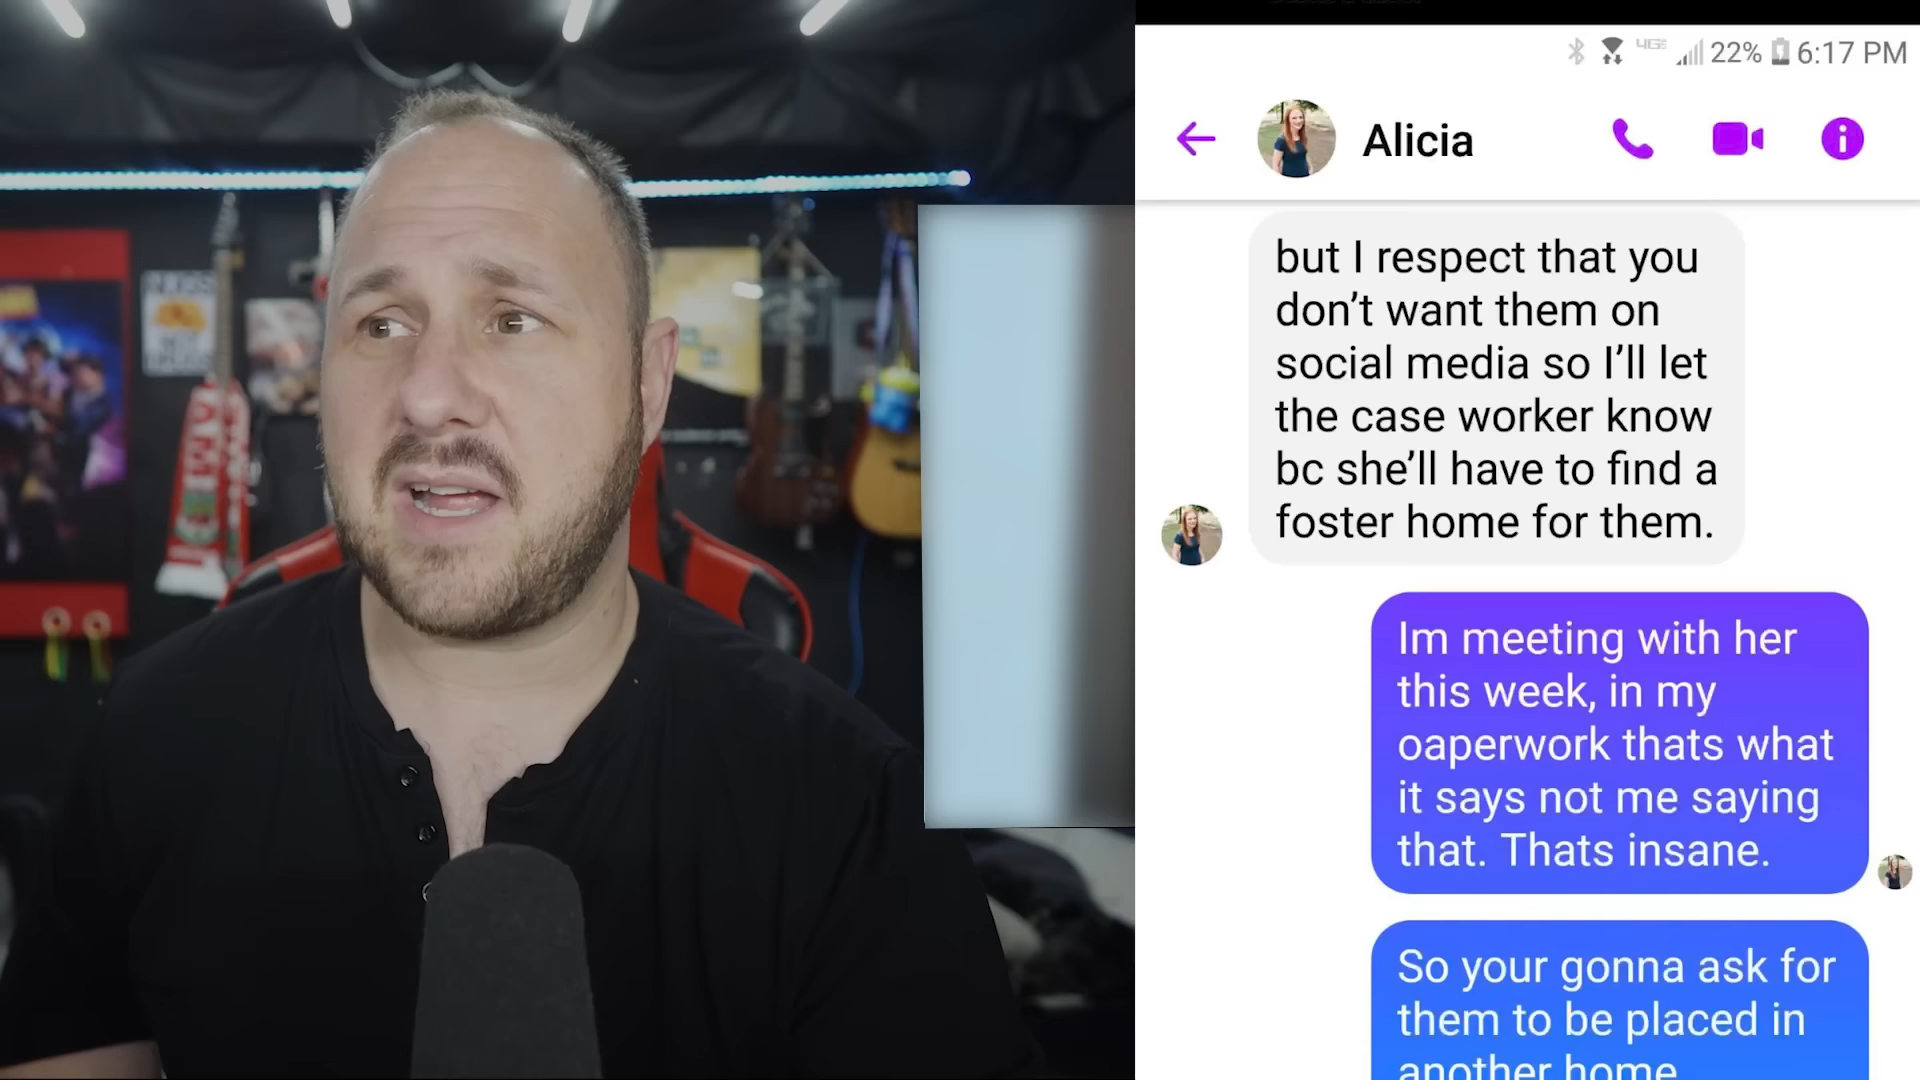 22% 6:17 PM
Alicia
but I respect that you
don’t want them on
social media so I’ll let
the case worker know
bc she’ll have to find a
foster home for them.
Im meeting with her
this week, in my
oaperwork thats what
it says not me saying
that. Thats insane.
So your gonna ask for
them to be placed in
another home